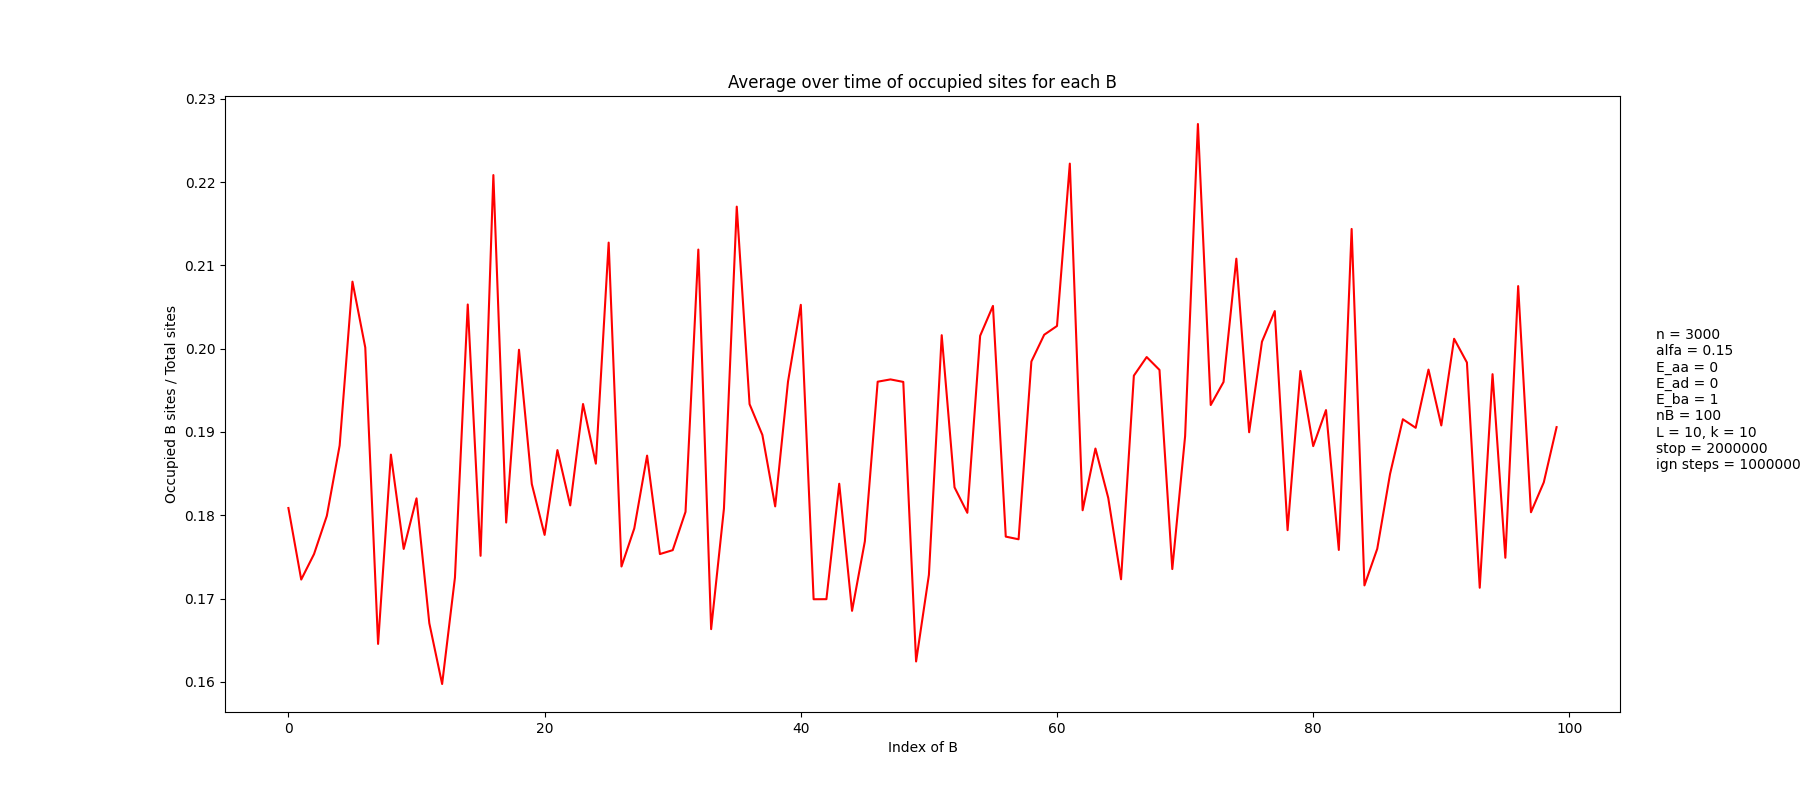 Average over time of occupied sites for each B
0.23
0.22
0.21
0.20
0.19
0.18
0.17
0.16
Occupied B sites / Total sites
0 20 40 60 80 100
Index of B
n = 3000
alfa = 0.15
E_aa = 0
E_ad = 0
E_ba = 1
nB = 100
L = 10, k = 10
stop = 2000000
ign steps = 1000000